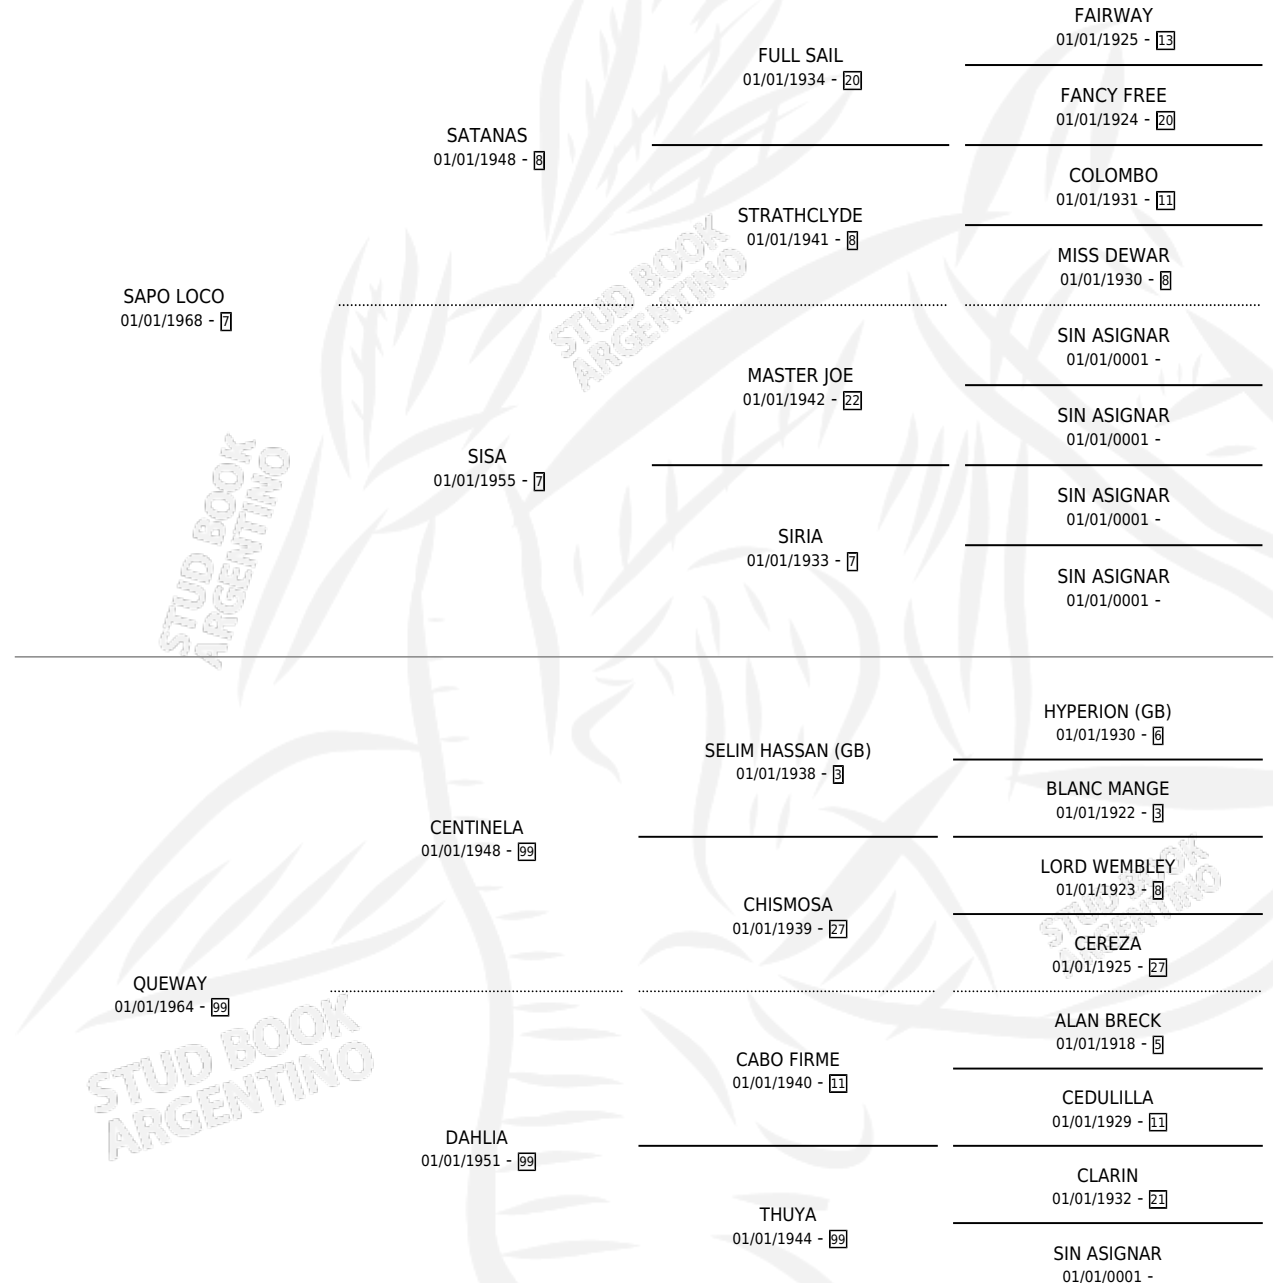 FAIRWAY
01/01/1925 - 13
FULL SAIL
01/01/1934 - 20
FANCY FREE
01/01/1924 - 20
SATANAS
01/01/1948 - 8
COLOMBO
01/01/1931 - 11
STRATHCLYDE
01/01/1941 - 8
MISS DEWAR
01/01/1930 - 8
SAPO LOCO
01/01/1968 - 7
STUD BOOK
ARGENTINO
SIN ASIGNAR
01/01/0001 -
MASTER JOE
01/01/1942 - 22
SIN ASIGNAR
01/01/0001 -
SISA
01/01/1955 - 7
STUD BOOK
ARGENTINO
SIN ASIGNAR
01/01/0001 -
SIRIA
01/01/1933 - 7
SIN ASIGNAR
01/01/0001 -
HYPERION (GB)
01/01/1930 - 6
SELIM HASSAN (GB)
01/01/1938 - 3
BLANC MANGE
01/01/1922 - 3
CENTINELA
01/01/1948 - 99
LORD WEMBLEY
01/01/1923 - 8
STUD BOOK
ARGENTINO
CHISMOSA
01/01/1939 - 27
CEREZA
01/01/1925 - 27
QUEWAY
01/01/1964 - 99
STUD BOOK
ARGENTINO
ALAN BRECK
01/01/1918 - 5
CABO FIRME
01/01/1940 - 11
CEDULILLA
01/01/1929 - 11
DAHLIA
01/01/1951 - 99
CLARIN
01/01/1932 - 21
THUYA
01/01/1944 - 99
SIN ASIGNAR
01/01/0001 -